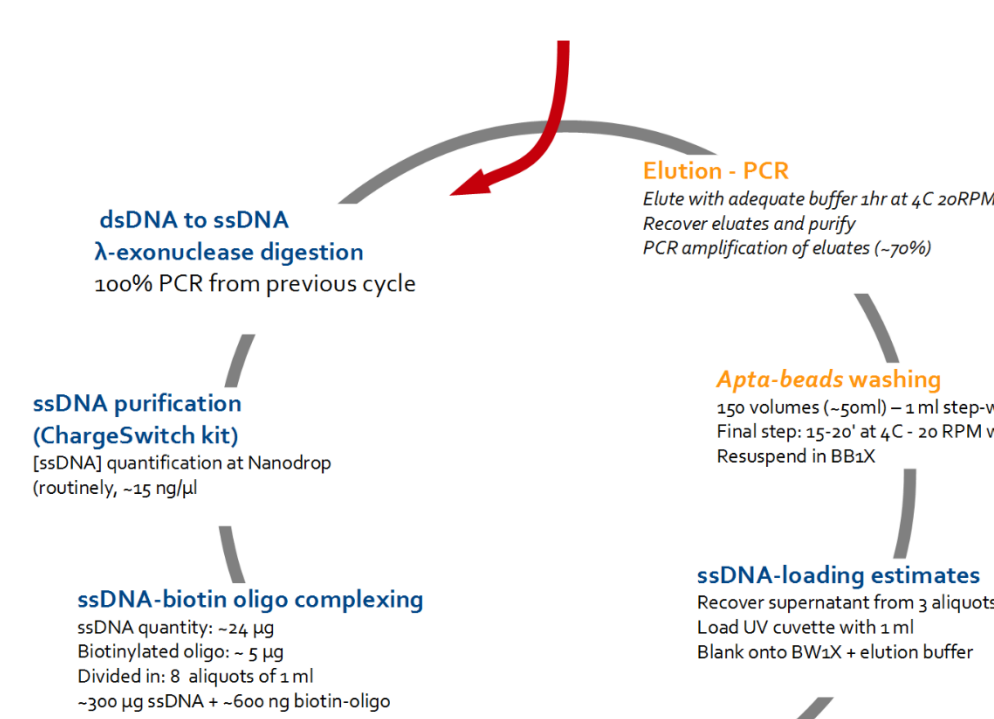 Elution - PCR
Elute with adequate buffer 1hr at 4C 20RPM
Recover eluates and purify
PCR amplification of eluates (~70%)
dsDNA to ssDNA
λ-exonuclease digestion
100% PCR from previous cycle
Apta-beads washing
150 volumes (~50ml) – 1 ml step-w
Final step: 15-20' at 4C - 20 RPM w
Resuspend in BB1X
ssDNA purification
(ChargeSwitch kit)
[ssDNA] quantification at Nanodrop
(routinely, ~15 ng/µl
ssDNA-loading estimates
Recover supernatant from 3 aliquots
Load UV cuvette with 1 ml
Blank onto BW1X + elution buffer
ssDNA-biotin oligo complexing
ssDNA quantity: ~24 µg
Biotinylated oligo: ~ 5 µg
Divided in: 8 aliquots of 1 ml
~300 µg ssDNA + ~600 ng biotin-oligo